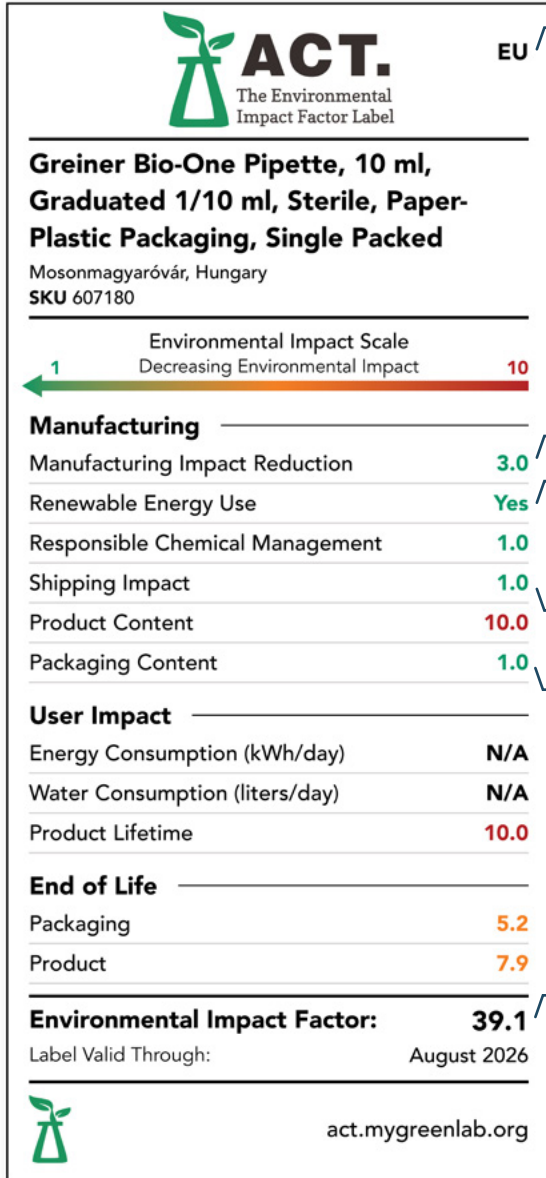 ACT.
EU
The Environmental
Impact Factor Label
Greiner Bio-One Pipette, 10 ml,
Graduated 1/10 ml, Sterile, Paper-
Plastic Packaging, Single Packed
Mosonmagyaróvár, Hungary
SKU 607180
Environmental Impact Scale
1 Decreasing Environmental Impact 10
Manufacturing
Manufacturing Impact Reduction 3.0
Renewable Energy Use Yes
Responsible Chemical Management 1.0
Shipping Impact 1.0
Product Content 10.0
Packaging Content 1.0
User Impact
Energy Consumption (kWh/day) N/A
Water Consumption (liters/day) N/A
Product Lifetime 10.0
End of Life
Packaging 5.2
Product 7.9
Environmental Impact Factor: 39.1
Label Valid Through: August 2026
act.mygreenlab.org